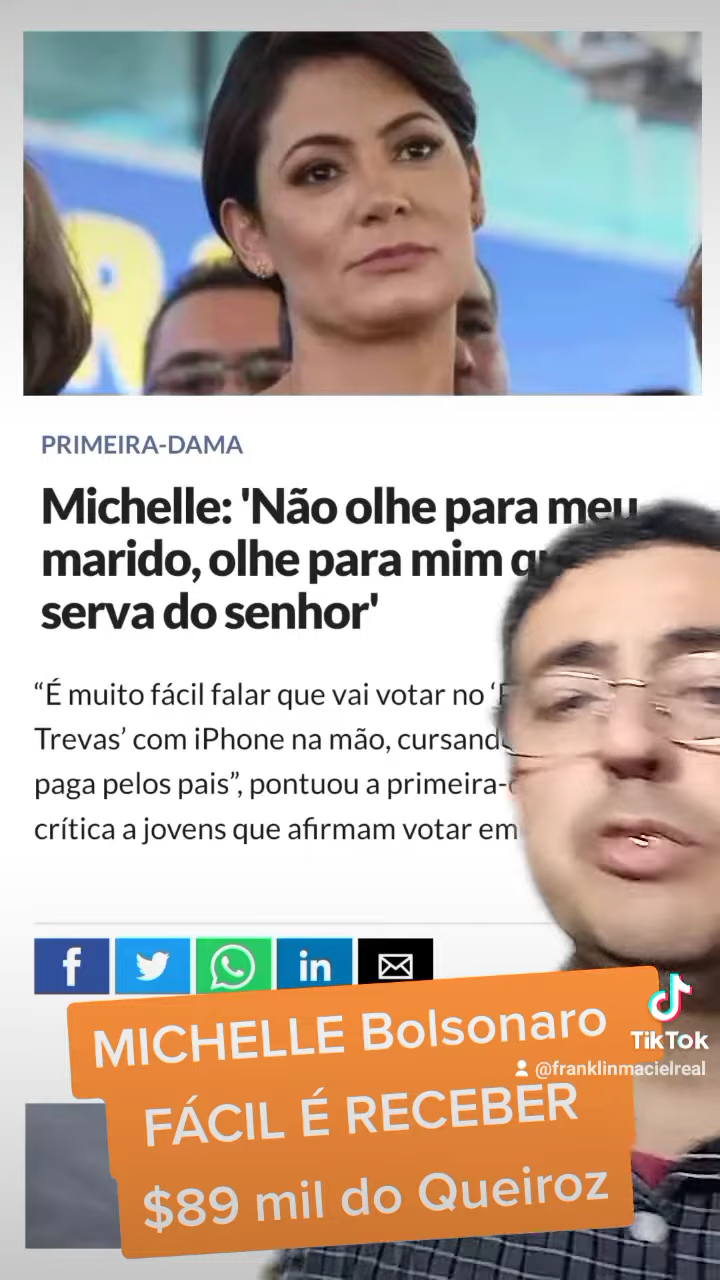 PRIMEIRA-DAMA
Michelle: 'Não olhe para meu
marido, olhe para mim
serva do senhor'
“É muito fácil falar que vai votar no
Trevas’ com iPhone na mão, cursand
paga pelos pais”, pontuou a primeira-
crítica a jovens que afirmam votar em
MICHELLE Bolsonaro
FÁCIL É RECEBER
$89 mil do Queiroz
TikTok
@franklinmacielreal